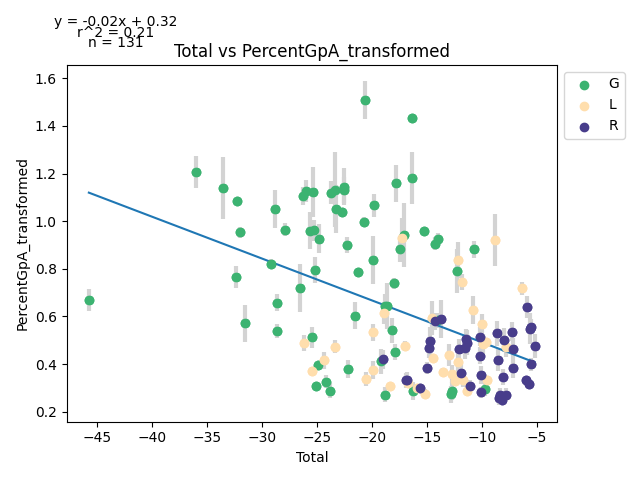 y = -0.02x + 0.32
r^2 = 0.21
n = 131
Total vs PercentGpA_transformed
G
L
R
PercentGpA_transformed
1.6
1.4
1.2
1.0
0.8
0.6
0.4
0.2
−45 −40 −35 −30 −25 −20 −15 −10 −5
Total